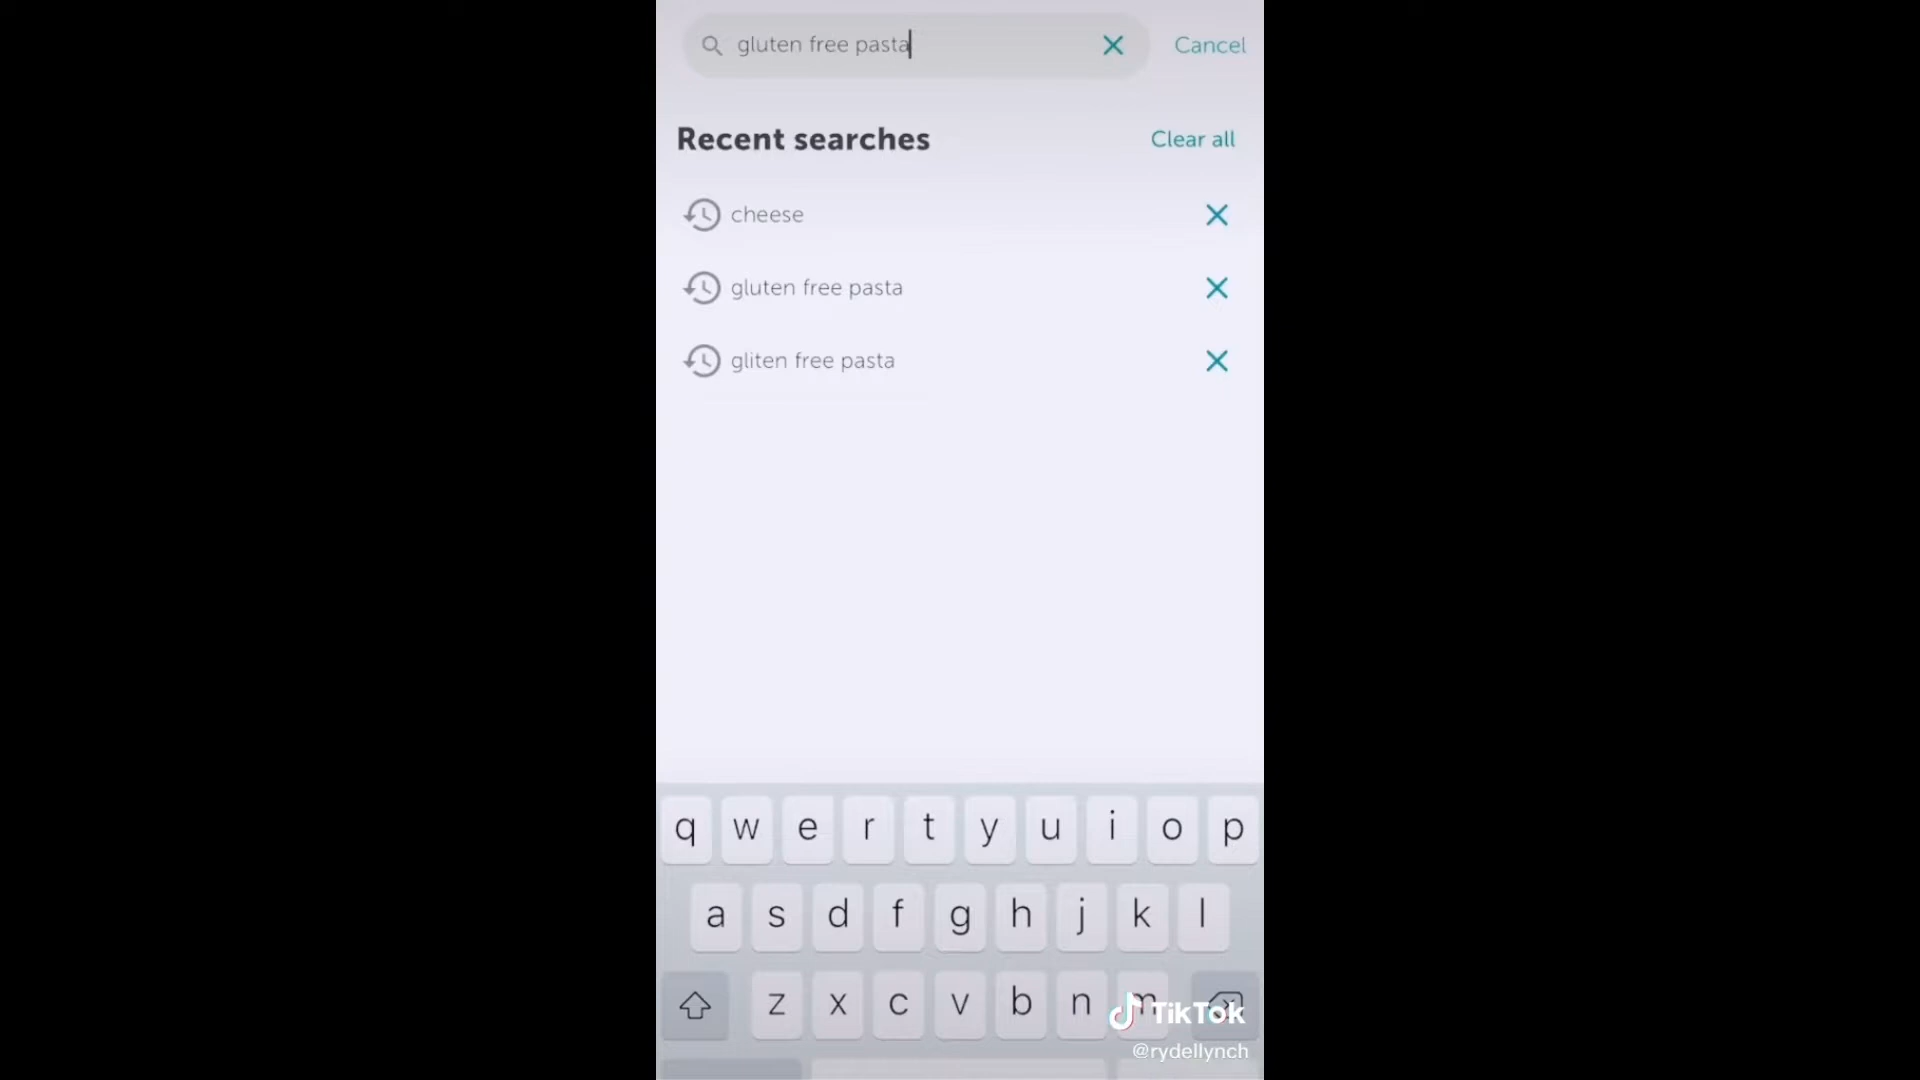 gluten free pasta
Cancel
Recent searches
Clear all
cheese
gluten free pasta
gliten free pasta
q w e r t y u i o p
a s d f g h j k l
z x c v b n m
TikTok
@rydellynch